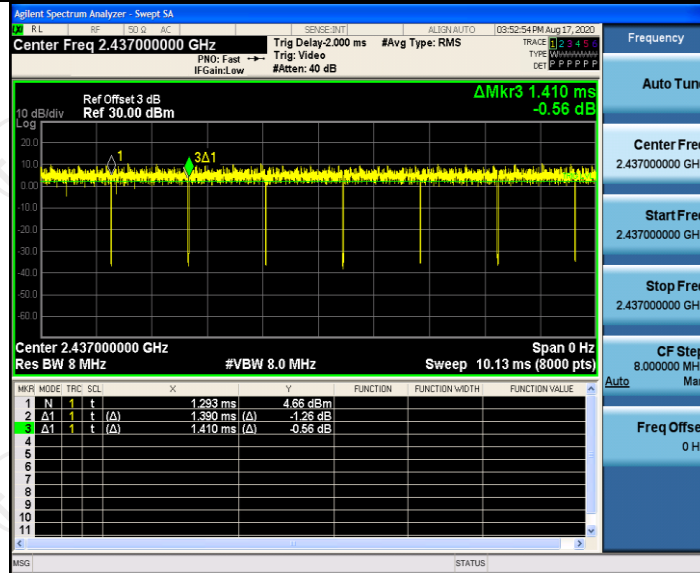 Agilent Spectrum Analyzer - Swept SA
RL RF 50 Ω AC SENSE:INT ALIGN AUTO 03:52:54 PM Aug 17, 2020
Center Freq 2.437000000 GHz
PNO: Fast
IFGain:Low
Trig Delay-2.000 ms
Trig: Video
#Atten: 40 dB
#Avg Type: RMS
TRACE 1 2 3 4 5 6
TYPE
DET P P P P P P
Ref Offset 3 dB
10 dB/div Ref 30.00 dBm
Log
ΔMkr3 1.410 ms
-0.56 dB
20.0
10.0
0.00
-10.0
-20.0
-30.0
-40.0
-50.0
-60.0
1
3Δ1
Center 2.437000000 GHz Span 0 Hz
Res BW 8 MHz #VBW 8.0 MHz Sweep 10.13 ms (8000 pts)
MKR MODE TRC SCL X Y FUNCTION FUNCTION WIDTH FUNCTION VALUE
1 N 1 t 1.293 ms 4.66 dBm
2 Δ1 1 t (Δ) 1.390 ms (Δ) -1.26 dB
3 Δ1 1 t (Δ) 1.410 ms (Δ) -0.56 dB
4
5
6
7
8
9
10
11
MSG STATUS
Frequency
Auto Tun
Center Fre
2.437000000 GH
Start Fre
2.437000000 GH
Stop Fre
2.437000000 GH
CF Step
8.000000 MH
Auto Ma
Freq Offse
0 H